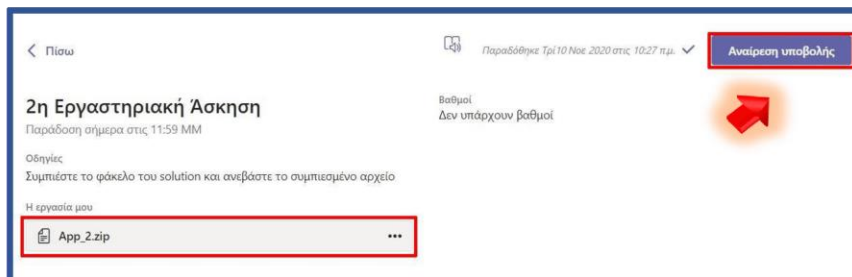 Πίσω
Παραδόθηκε Τρί 10 Νοε 2020 στις 10:27 π.μ.
Αναίρεση υποβολής
2η Εργαστηριακή Άσκηση
Παράδοση σήμερα στις 11:59 ΜΜ
Βαθμοί
Δεν υπάρχουν βαθμοί
Οδηγίες
Συμπιέστε το φάκελο του solution και ανεβάστε το συμπιεσμένο αρχείο
Η εργασία μου
App_2.zip